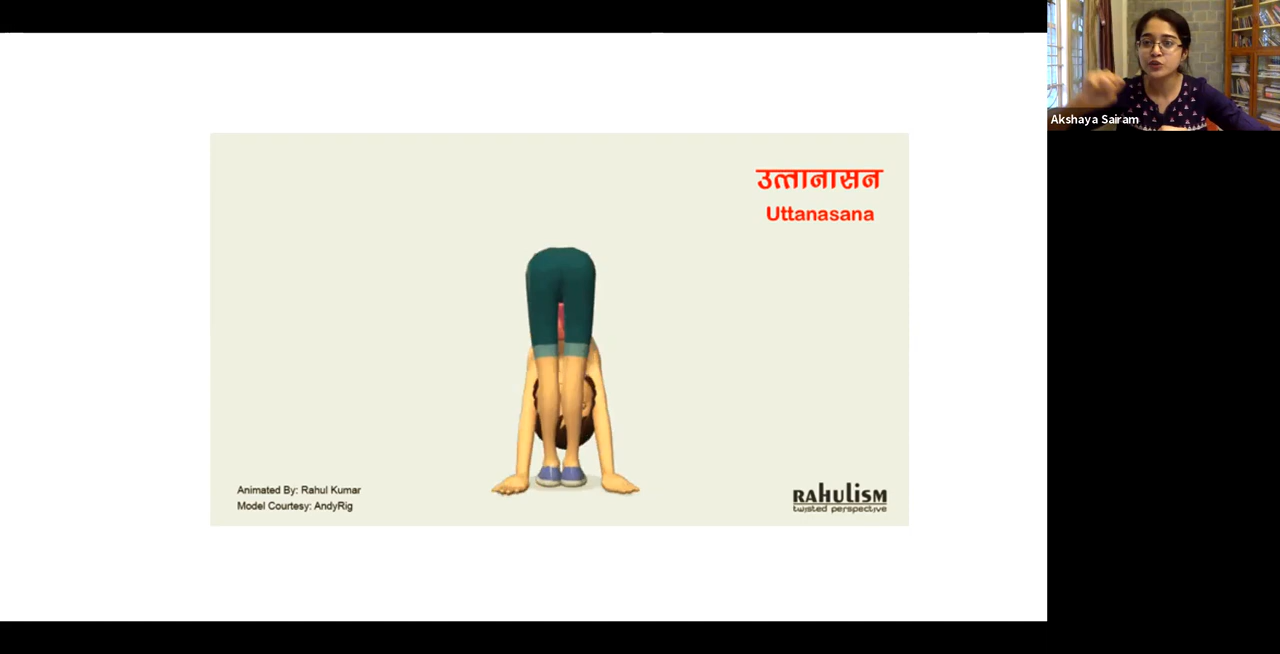 उत्तानासन
Uttanasana
Animated By: Rahul Kumar
Model Courtesy: AndyRig
RAHULISM
twisted perspective
Akshaya Sairam